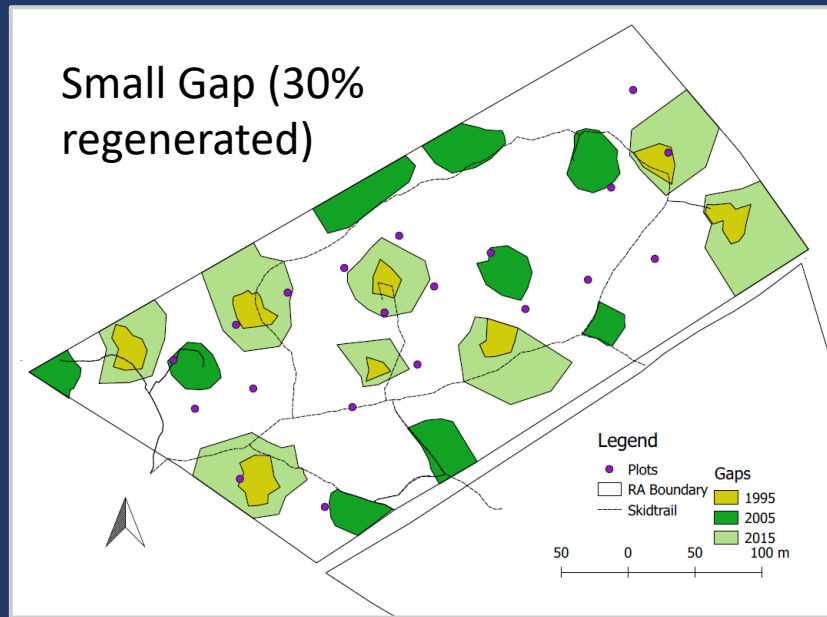 Small Gap (30%
regenerated)
Legend
Plots
RA Boundary
Skidtrail
Gaps
1995
2005
2015
50 0 50 100 m